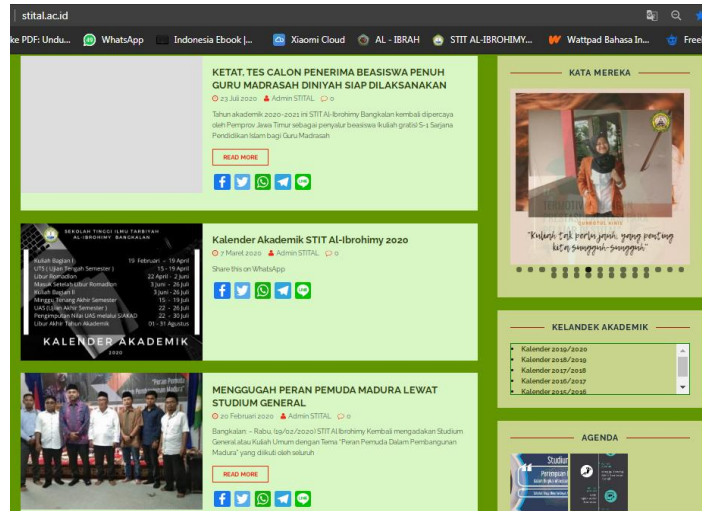 stital.ac.id
ke PDF: Undu...
WhatsApp
Indonesia Ebook |...
Xiaomi Cloud
AL - IBRAH
STIT AL-IBROHIMY...
Wattpad Bahasa In...
Free
KETAT, TES CALON PENERIMA BEASISWA PENUH
GURU MADRASAH DINIYAH SIAP DILAKSANAKAN
23 Juli 2020 Admin STITAL 0
Tahun akademik 2020-2021 ini STIT Al-Ibrohimy Bangkalan kembali dipercaya
oleh Pemprov Jawa Timur sebagai penyalur beasiswa (kuliah gratis) S-1 Sarjana
Pendidikan Islam bagi Guru Madrasah
READ MORE
SEKOLAH TINGGI ILMU TARBIYAH
AL-IBROHIMY BANGKALAN
Kuliah Bagian I 19 Februari - 19 April
UTS (Ujian Tengah Semester) 15 - 19 April
Libur Romadlon 22 April - 2 Juni
Masuk Setelah Libur Romadlon 3 Juni - 26 Juli
Kuliah Bagian II 3 Juni - 26 Juli
Minggu Tenang Akhir Semester 15 - 19 Juli
UAS (Ujian Akhir Semester) 22 - 26 Juli
Pengimputan Nilai UAS melalui SIAKAD 22 - 30 Juli
Libur Akhir Tahun Akademik 01 - 31 Agustus
KALENDER AKADEMIK
2020
Kalender Akademik STIT Al-Ibrohimy 2020
7 Maret 2020 Admin STITAL 0
Share this on WhatsApp
"Peran Pemuda
MENGGUGAH PERAN PEMUDA MADURA LEWAT
STUDIUM GENERAL
20 Februari 2020 Admin STITAL 0
Bangkalan. – Rabu, (19/02/2020) STIT Al Ibrohimy Kembali mengadakan Studium
General atau Kuliah Umum dengan Tema "Peran Pemuda Dalam Pembangunan
Madura" yang diikuti oleh seluruh
READ MORE
KATA MEREKA
"Kuliah tak perlu jauh, yang penting
kita sungguh-sungguh"
KELANDEK AKADEMIK
Kalender 2019/2020
Kalender 2018/2019
Kalender 2017/2018
Kalender 2016/2017
Kalender 2015/2016
AGENDA
Studium